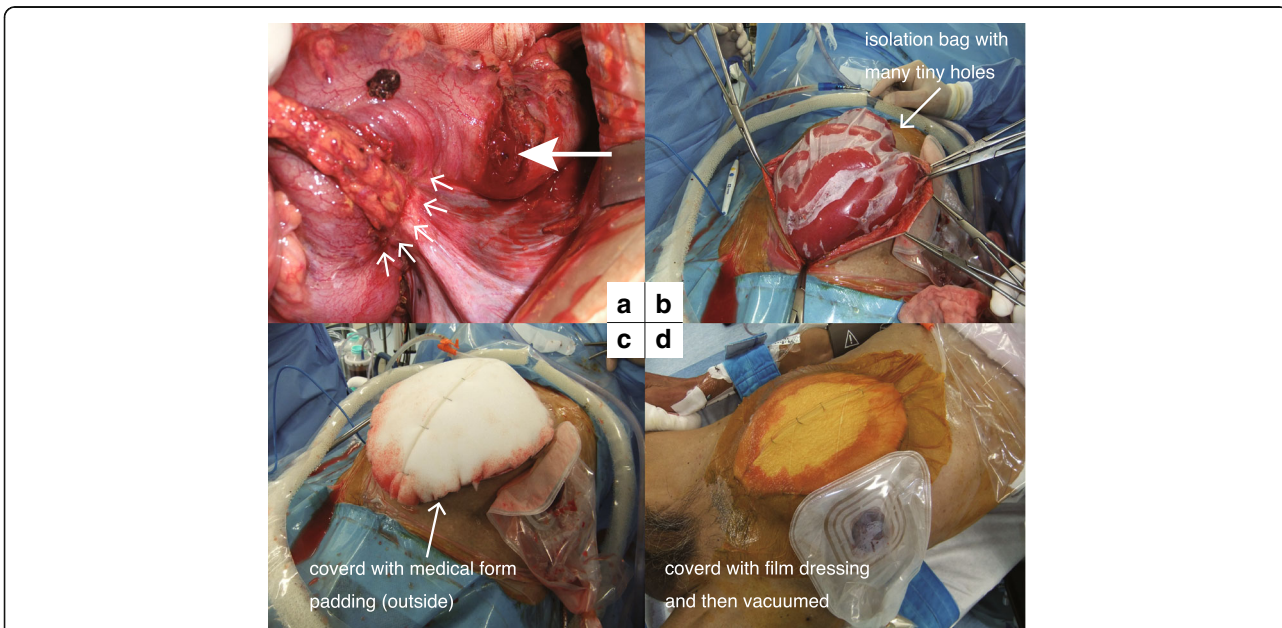 isolation bag with
many tiny holes
a b
c d
coverd with medical form
padding (outside)
coverd with film dressing
and then vacuumed